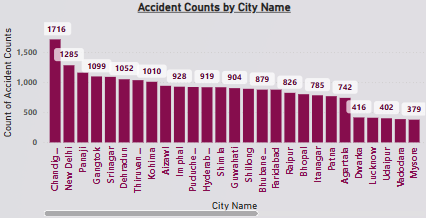 Accident Counts by City Name
Count of Accident Counts
1,500
1,000
500
0
1716
1285
1099
1052
1010
928
919
904
879
826
785
742
416
402
379
Chandig...
New Delhi
Panaji
Gangtok
Srinagar
Dehradun
Thiruvan...
Kohima
Aizawl
Imphal
Puduche...
Hyderab...
Shimla
Guwahati
Shillong
Bhubane...
Faridabad
Raipur
Bhopal
Itanagar
Patna
Agartala
Dwarka
Lucknow
Udaipur
Vadodara
Mysore
City Name